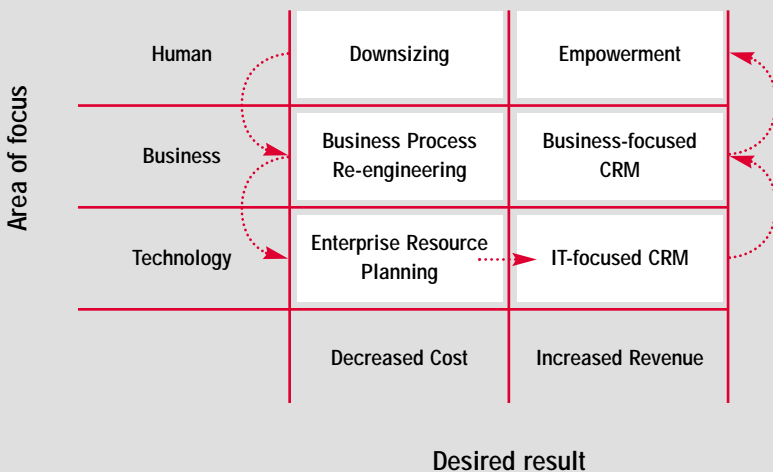 Area of focus
Human
Downsizing
Empowerment
Business
Business Process
Re-engineering
Business-focused
CRM
Technology
Enterprise Resource
Planning
IT-focused CRM
Decreased Cost
Increased Revenue
Desired result